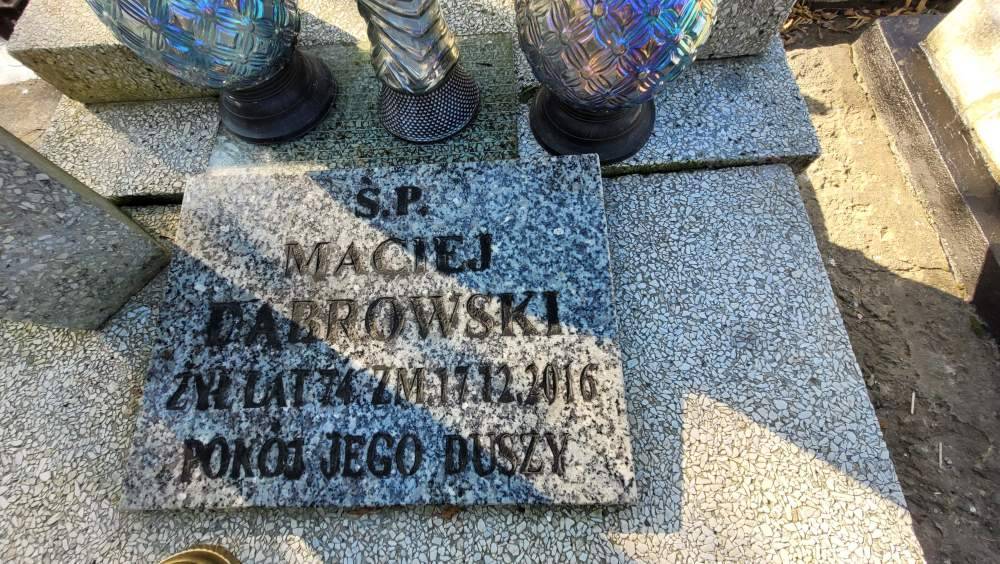 Ś.P.
MACIEJ
DĄBROWSKI
ŻYŁ LAT 74 ZM.17.12.2016
POKÓJ JEGO DUSZY